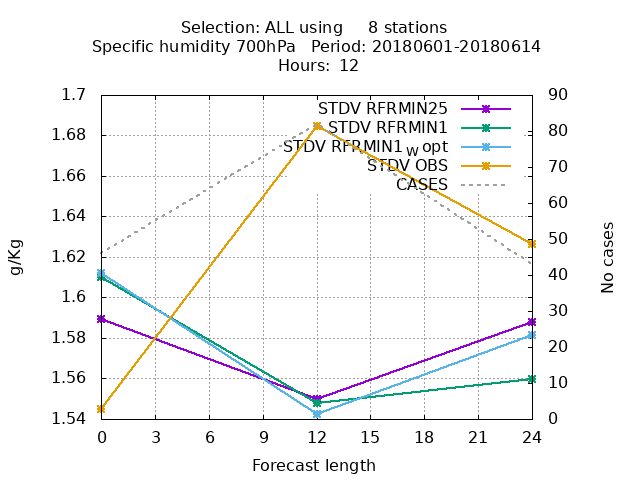 Selection: ALL using     8 stations
Specific humidity 700hPa   Period: 20180601-20180614
Hours:  12
1.7
1.68
1.66
1.64
1.62
1.6
1.58
1.56
1.54
g/Kg
STDV RFRMIN25
STDV RFRMIN1
STDV RFRMIN1_w opt
STDV OBS
CASES
90
80
70
60
50
40
30
20
10
0
No cases
0 3 6 9 12 15 18 21 24
Forecast length